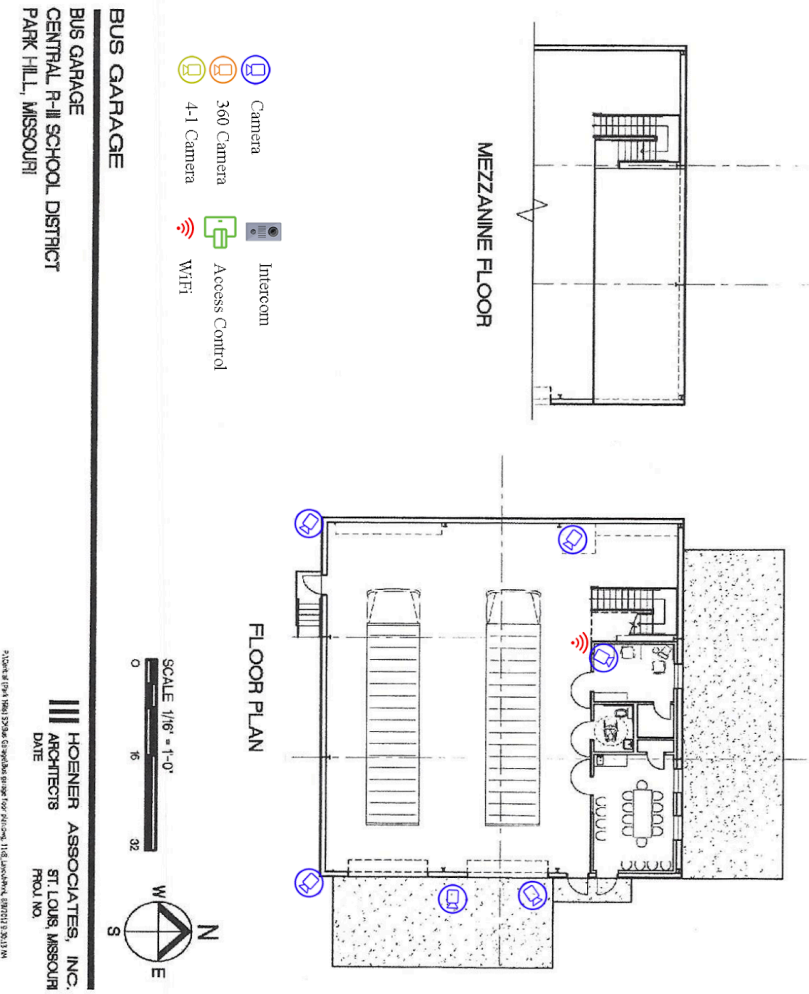 MEZZANINE FLOOR
FLOOR PLAN
Camera
360 Camera
4-1 Camera
Intercom
Access Control
WiFi
SCALE 1/16" = 1'-0"
0 16 32
N
W E
S
BUS GARAGE
BUS GARAGE
CENTRAL R-III SCHOOL DISTRICT
PARK HILL, MISSOURI
HOENER ASSOCIATES, INC.
ARCHITECTS ST. LOUIS, MISSOURI
DATE PROJ. NO.